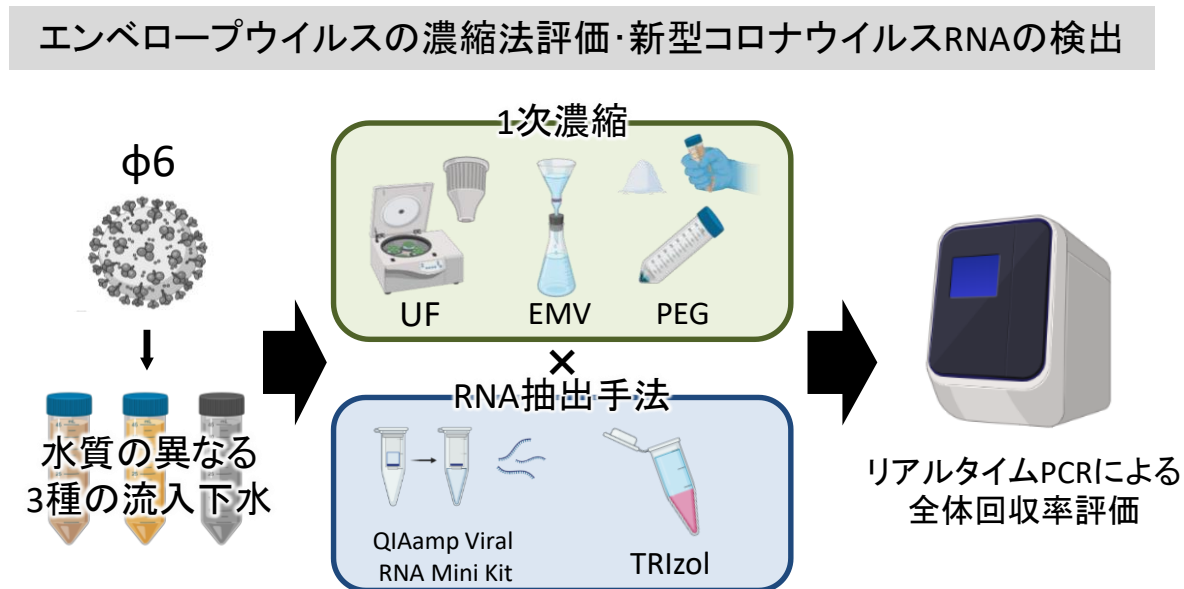 エンベロープウイルスの濃縮法評価・新型コロナウイルスRNAの検出
1次濃縮
φ6
UF
EMV
PEG
×
RNA抽出手法
水質の異なる
3種の流入下水
QIAamp Viral
RNA Mini Kit
TRIzol
リアルタイムPCRによる
全体回収率評価